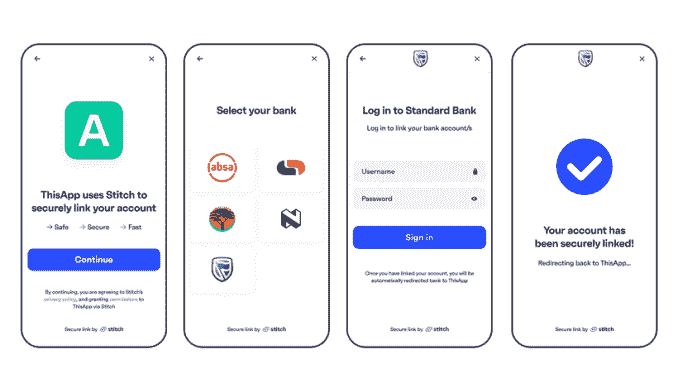 A
ThisApp uses Stitch to
securely link your account
→ Safe → Secure → Fast
Continue
By continuing, you are agreeing to Stitch's
privacy policy, and granting permissions to
ThisApp via Stitch
Secure link by stitch
Select your bank
absa
Secure link by stitch
Log in to Standard Bank
Log in to link your bank account/s
Username
Password
Sign in
Once you have linked your account, you will be
automatically redirected back to ThisApp
Secure link by stitch
Your account has
been securely linked!
Redirecting back to ThisApp...
Secure link by stitch